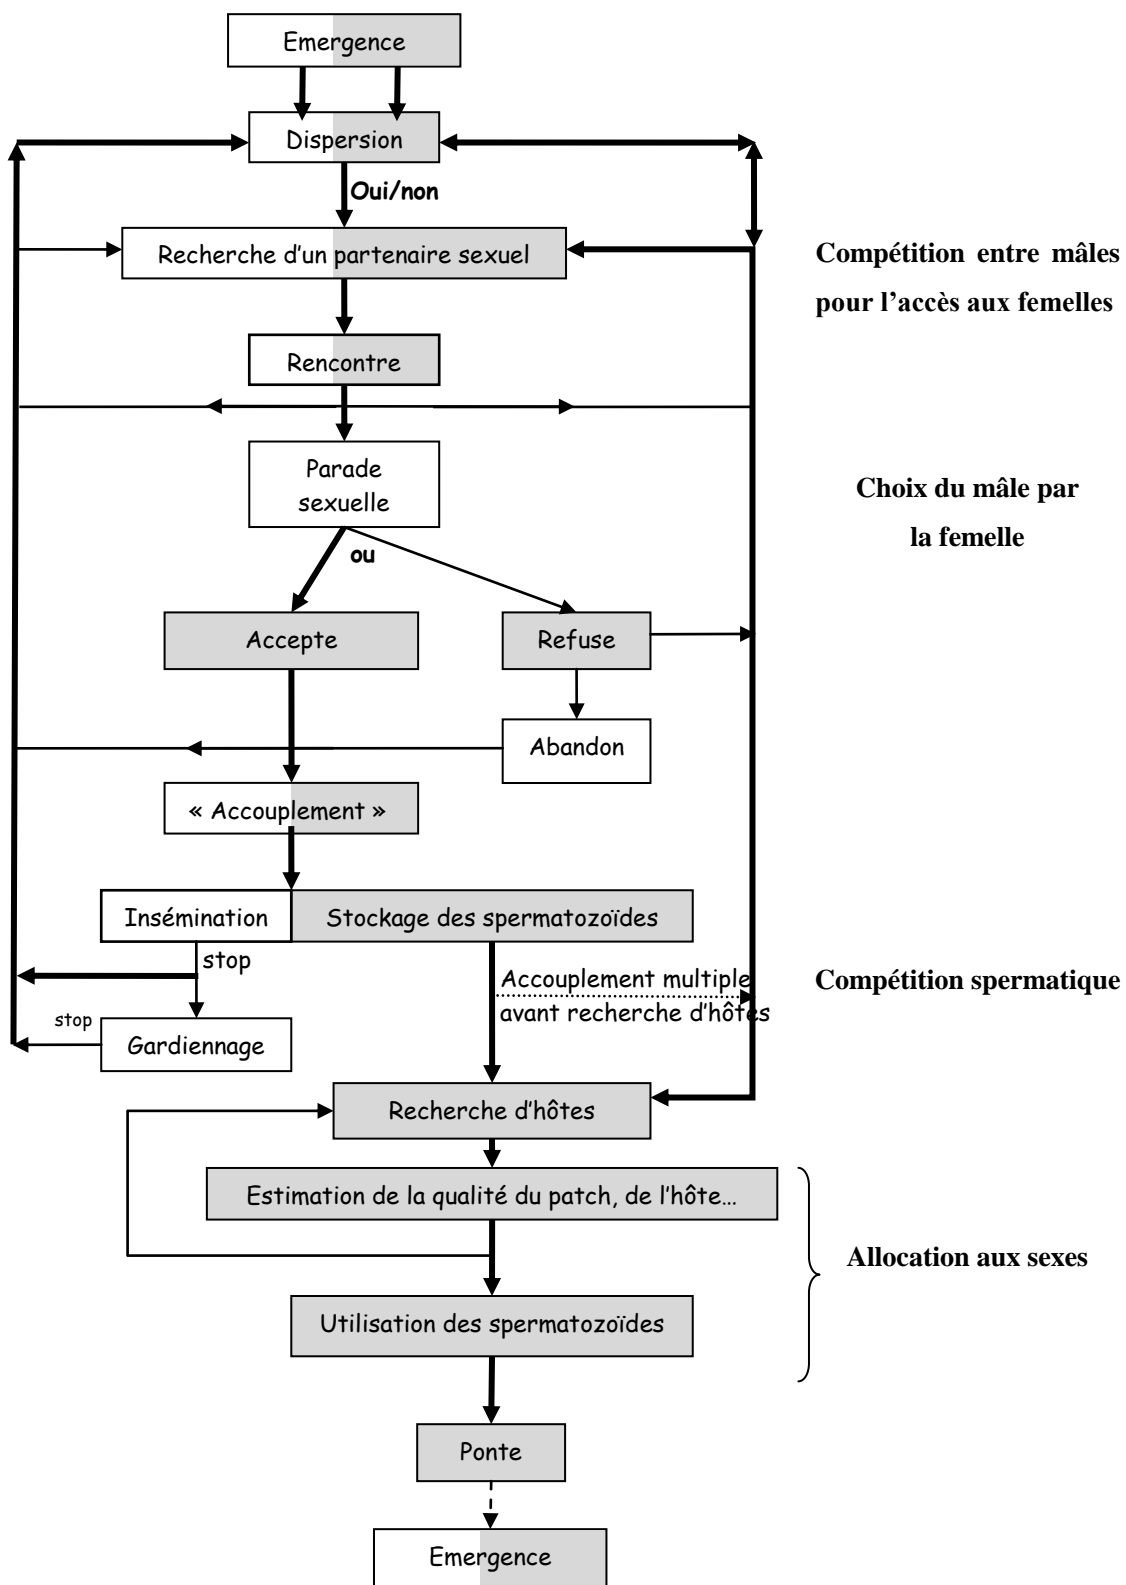 Emergence
Dispersion
Oui/non
Recherche d'un partenaire sexuel
Compétition entre mâles
pour l'accès aux femelles
Rencontre
Parade
sexuelle
Choix du mâle par
la femelle
ou
Accepte
Refuse
Abandon
« Accouplement »
Insémination
Stockage des spermatozoïdes
stop
Accouplement multiple
avant recherche d'hôtes
Compétition spermatique
stop
Gardiennage
Recherche d'hôtes
Estimation de la qualité du patch, de l'hôte…
Allocation aux sexes
Utilisation des spermatozoïdes
Ponte
Emergence